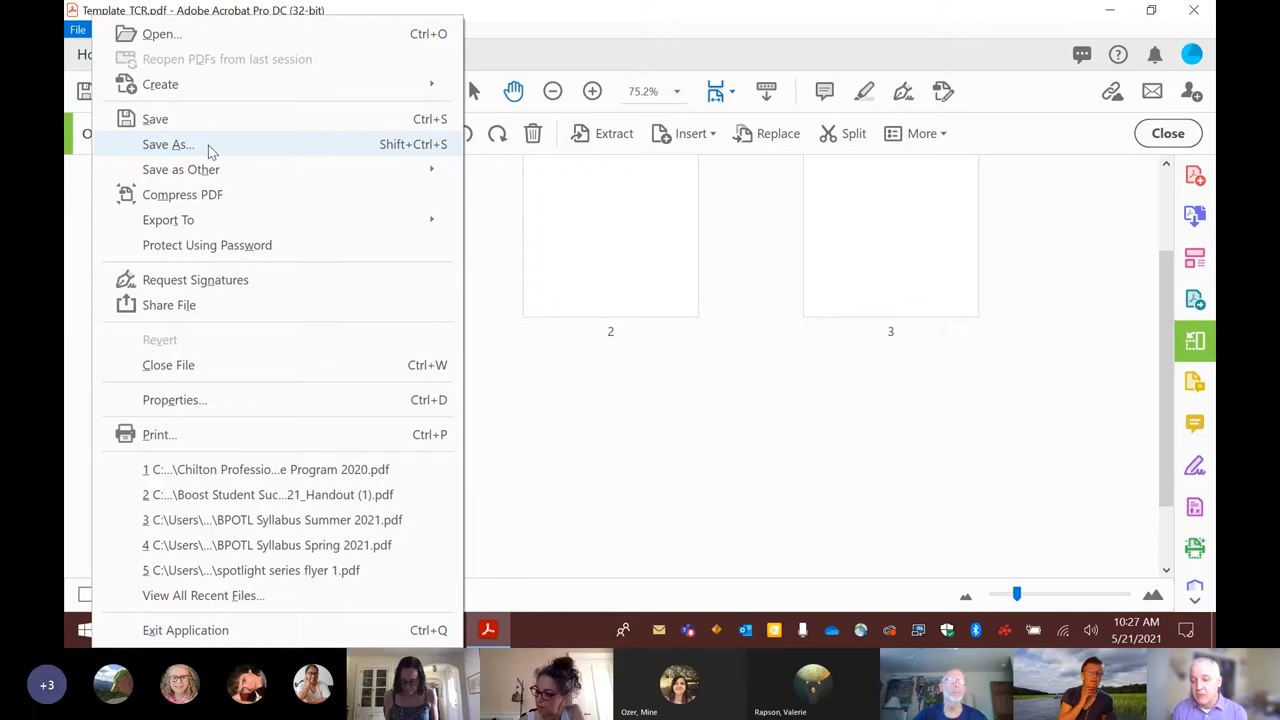 Template_TCR.pdf - Adobe Acrobat Pro DC (32-bit)
File
Ho
Open... Ctrl+O
Reopen PDFs from last session
Create
75.2%
Save Ctrl+S
Extract Insert Replace Split More Close
Save As... Shift+Ctrl+S
Save as Other
Compress PDF
Export To
Protect Using Password
Request Signatures
Share File
2 3
Revert
Close File Ctrl+W
Properties... Ctrl+D
Print... Ctrl+P
1 C:...\Chilton Professio...e Program 2020.pdf
2 C:...\Boost Student Suc...21_Handout (1).pdf
3 C:\Users\...\BPOTL Syllabus Summer 2021.pdf
4 C:\Users\...\BPOTL Syllabus Spring 2021.pdf
5 C:\Users\...\spotlight series flyer 1.pdf
View All Recent Files...
Exit Application Ctrl+Q
10:27 AM
5/21/2021
+3
Ozer, Mine
Rapson, Valerie